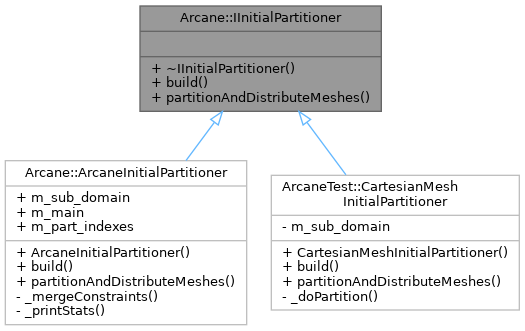 Arcane::IInitialPartitioner
+ ~IInitialPartitioner()
+ build()
+ partitionAndDistributeMeshes()
Arcane::ArcaneInitialPartitioner
+ m_sub_domain
+ m_main
+ m_part_indexes
+ ArcaneInitialPartitioner()
+ build()
+ partitionAndDistributeMeshes()
- _mergeConstraints()
- _printStats()
ArcaneTest::CartesianMesh
InitialPartitioner
- m_sub_domain
+ CartesianMeshInitialPartitioner()
+ build()
+ partitionAndDistributeMeshes()
- _doPartition()